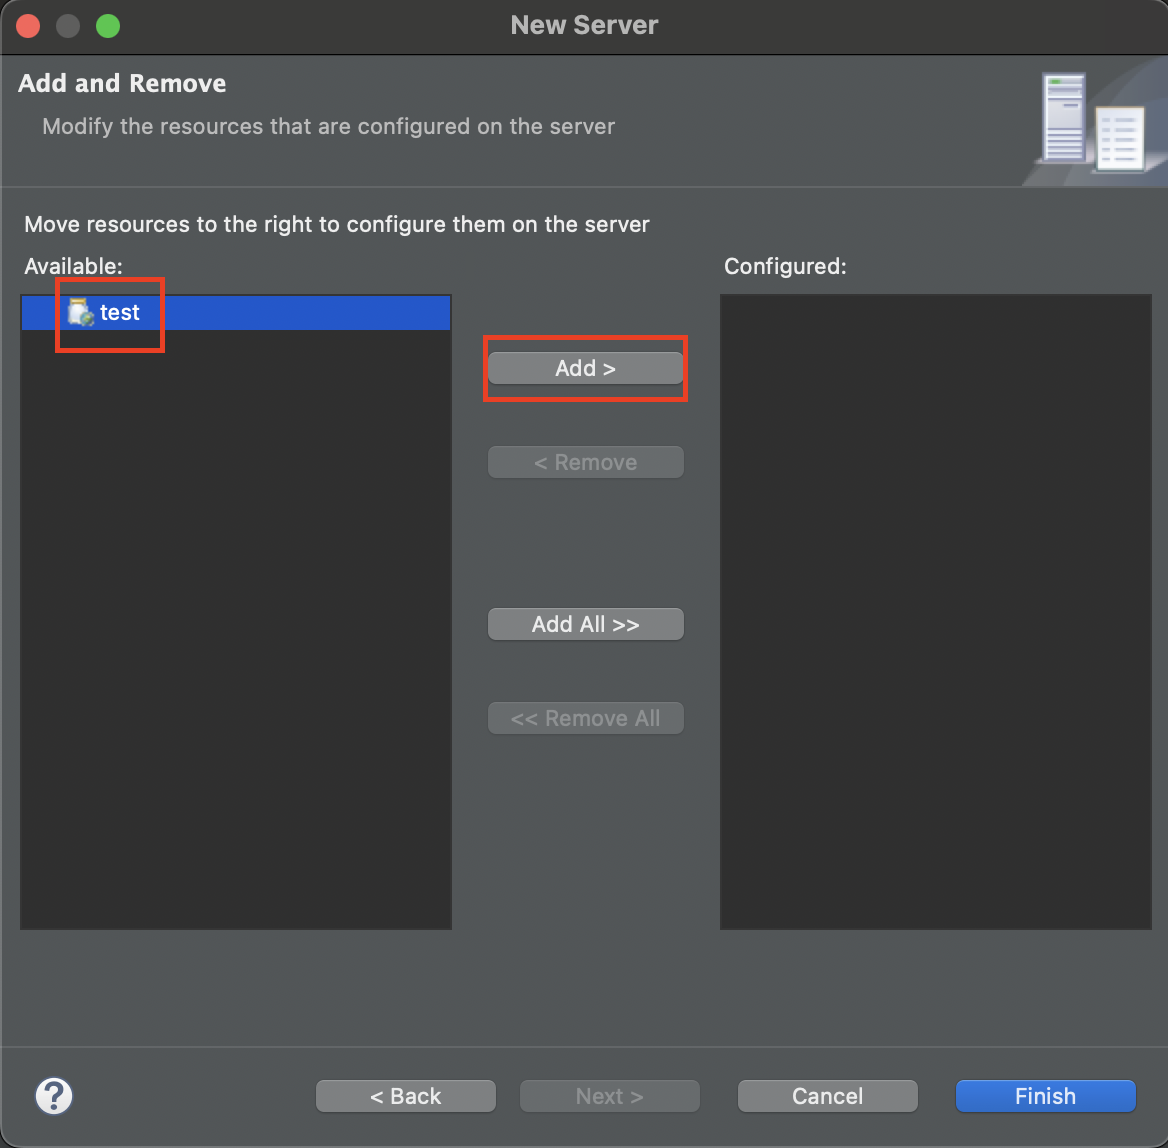 New Server
Add and Remove
Modify the resources that are configured on the server
Move resources to the right to configure them on the server
Available:
Configured:
test
Add >
< Remove
Add All >>
<< Remove All
?
< Back
Next >
Cancel
Finish